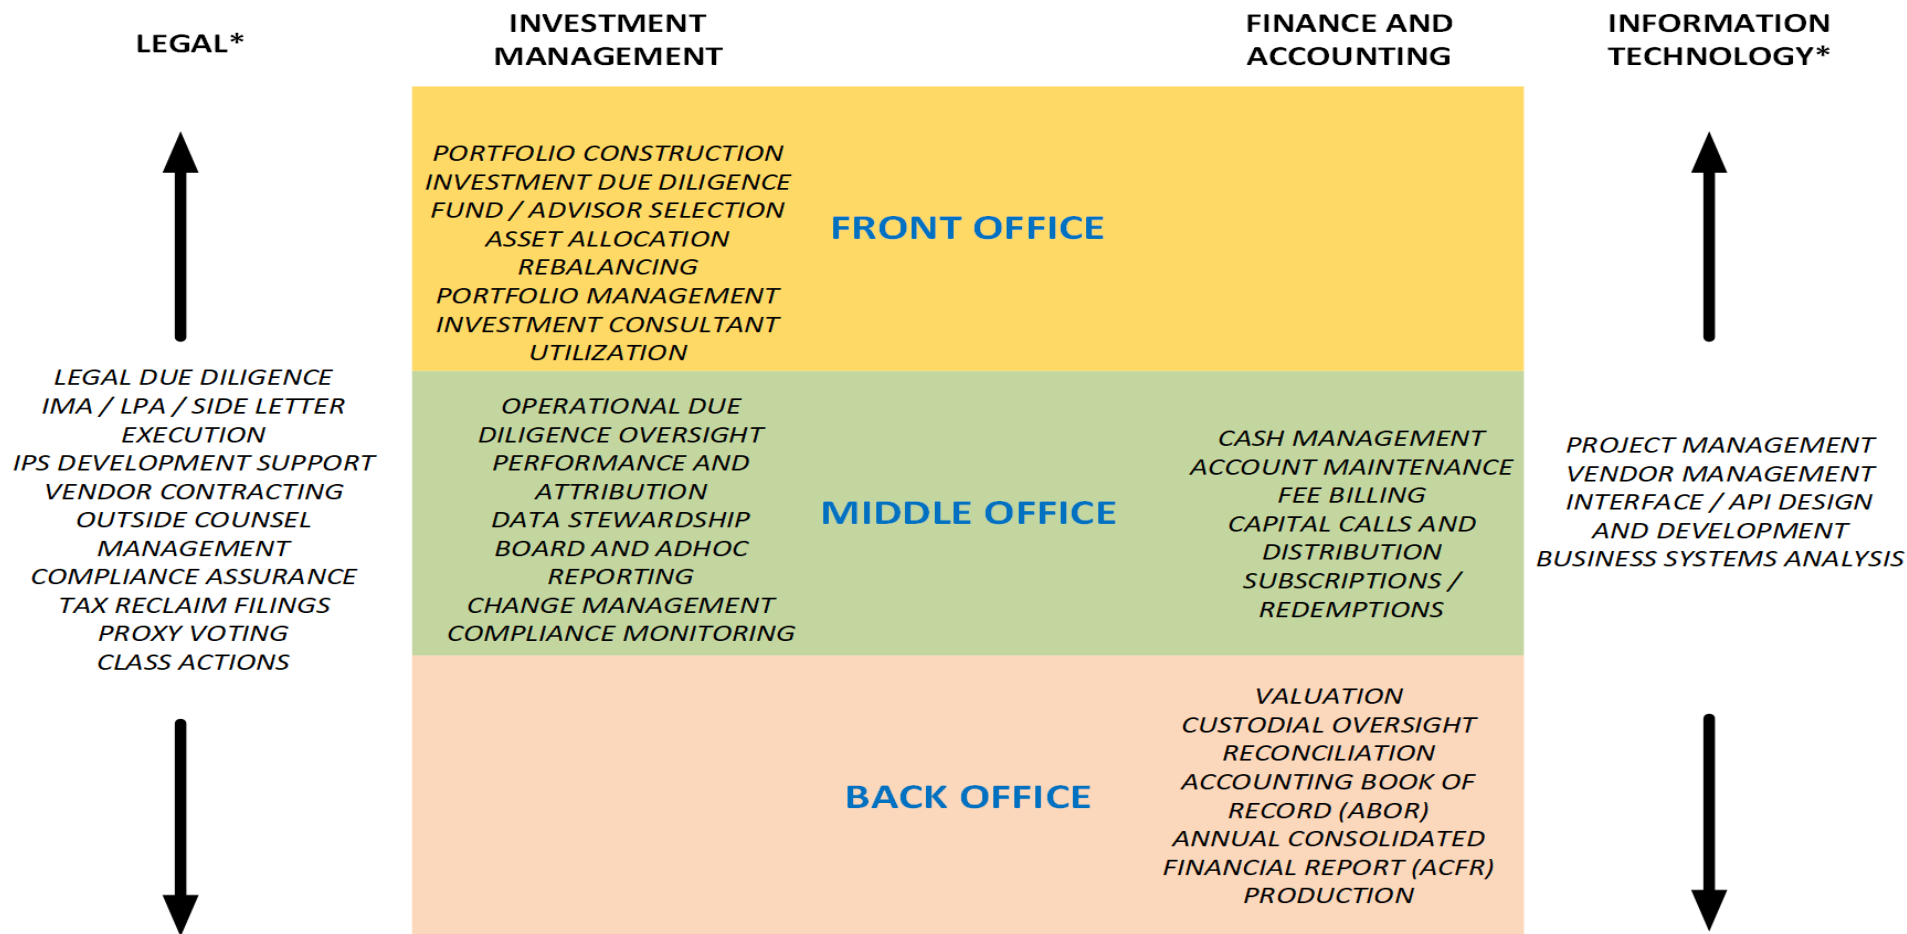 LEGAL*
INVESTMENT
MANAGEMENT
FINANCE AND
ACCOUNTING
INFORMATION
TECHNOLOGY*
LEGAL DUE DILIGENCE
IMA / LPA / SIDE LETTER
EXECUTION
IPS DEVELOPMENT SUPPORT
VENDOR CONTRACTING
OUTSIDE COUNSEL
MANAGEMENT
COMPLIANCE ASSURANCE
TAX RECLAIM FILINGS
PROXY VOTING
CLASS ACTIONS
PORTFOLIO CONSTRUCTION
INVESTMENT DUE DILIGENCE
FUND / ADVISOR SELECTION
ASSET ALLOCATION
REBALANCING
PORTFOLIO MANAGEMENT
INVESTMENT CONSULTANT
UTILIZATION
FRONT OFFICE
OPERATIONAL DUE
DILIGENCE OVERSIGHT
PERFORMANCE AND
ATTRIBUTION
DATA STEWARDSHIP
BOARD AND ADHOC
REPORTING
CHANGE MANAGEMENT
COMPLIANCE MONITORING
MIDDLE OFFICE
CASH MANAGEMENT
ACCOUNT MAINTENANCE
FEE BILLING
CAPITAL CALLS AND
DISTRIBUTION
SUBSCRIPTIONS /
REDEMPTIONS
BACK OFFICE
VALUATION
CUSTODIAL OVERSIGHT
RECONCILIATION
ACCOUNTING BOOK OF
RECORD (ABOR)
ANNUAL CONSOLIDATED
FINANCIAL REPORT (ACFR)
PRODUCTION
PROJECT MANAGEMENT
VENDOR MANAGEMENT
INTERFACE / API DESIGN
AND DEVELOPMENT
BUSINESS SYSTEMS ANALYSIS